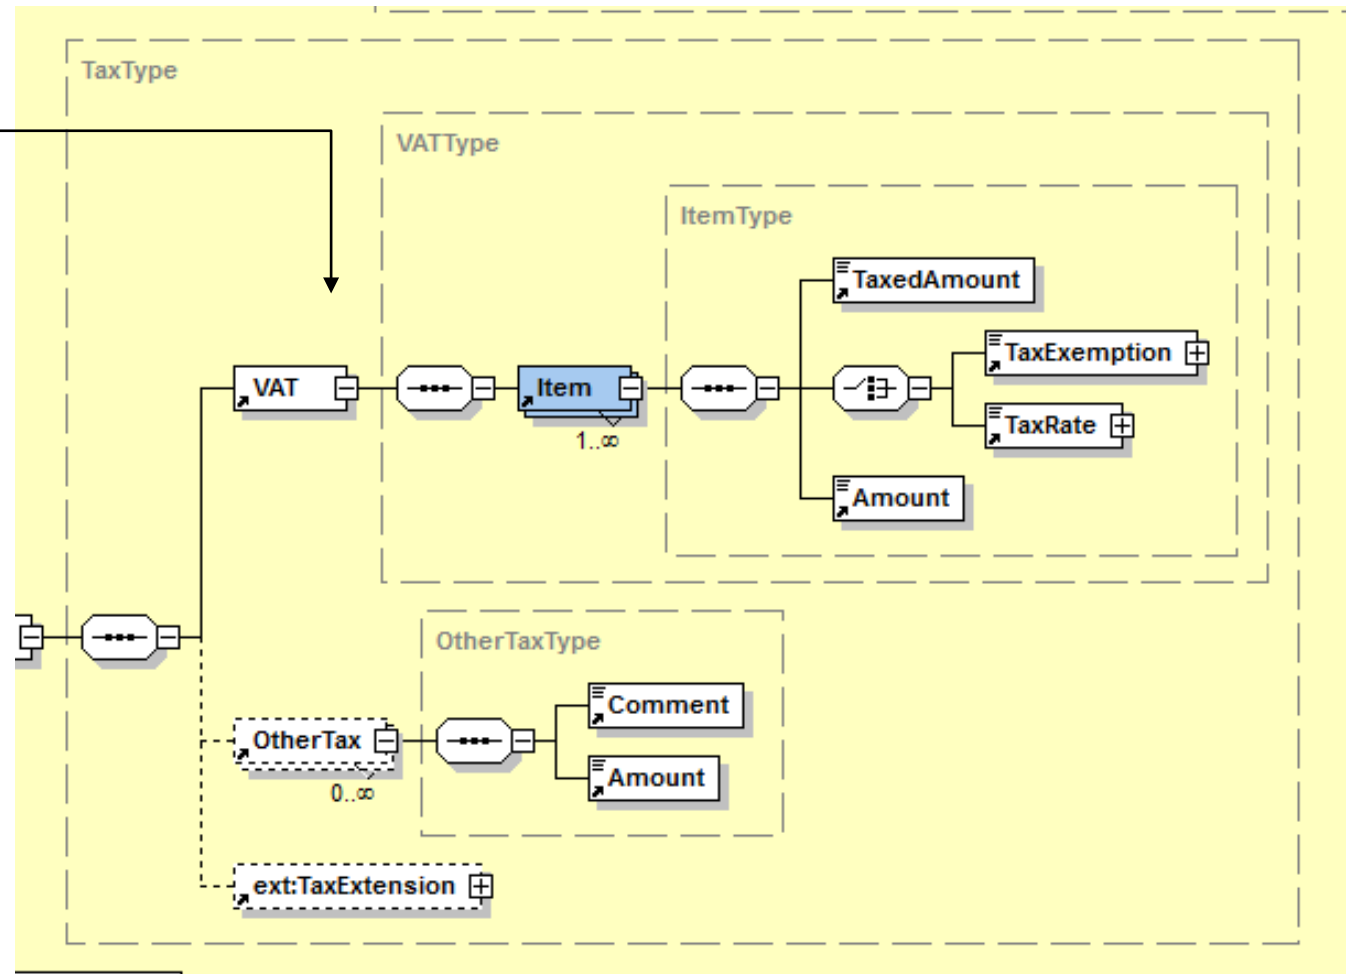 TaxType
VATType
ItemType
TaxedAmount
TaxExemption
VAT
Item
TaxRate
1..∞
Amount
OtherTaxType
Comment
OtherTax
Amount
0..∞
ext:TaxExtension